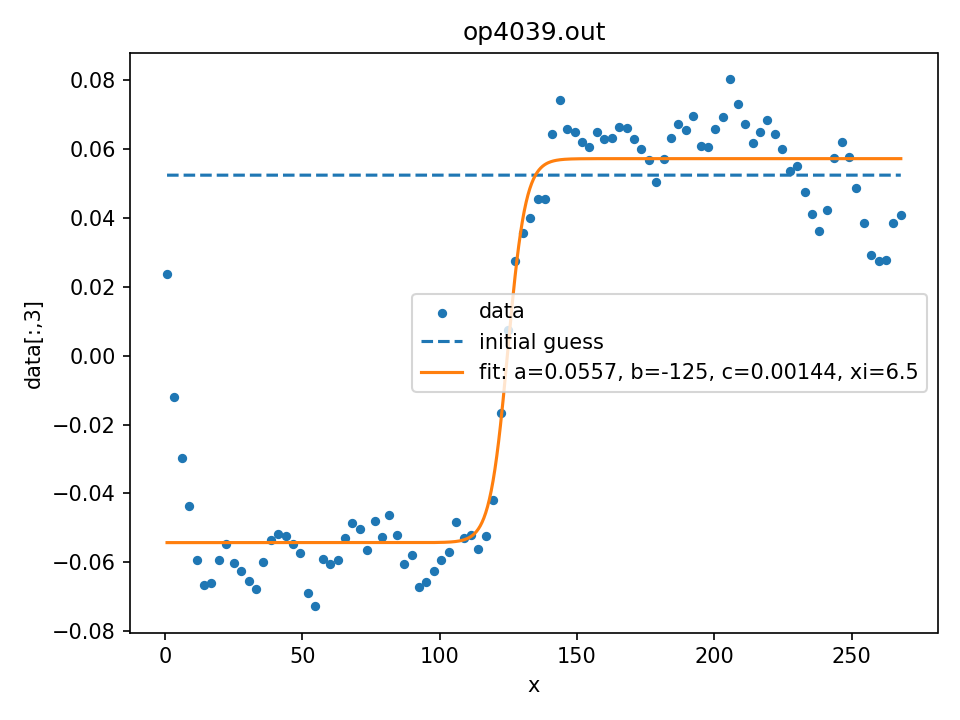 op4039.out
0.08
0.06
0.04
0.02
0.00
−0.02
−0.04
−0.06
−0.08
data[:,3]
data
initial guess
fit: a=0.0557, b=-125, c=0.00144, xi=6.5
0 50 100 150 200 250
x